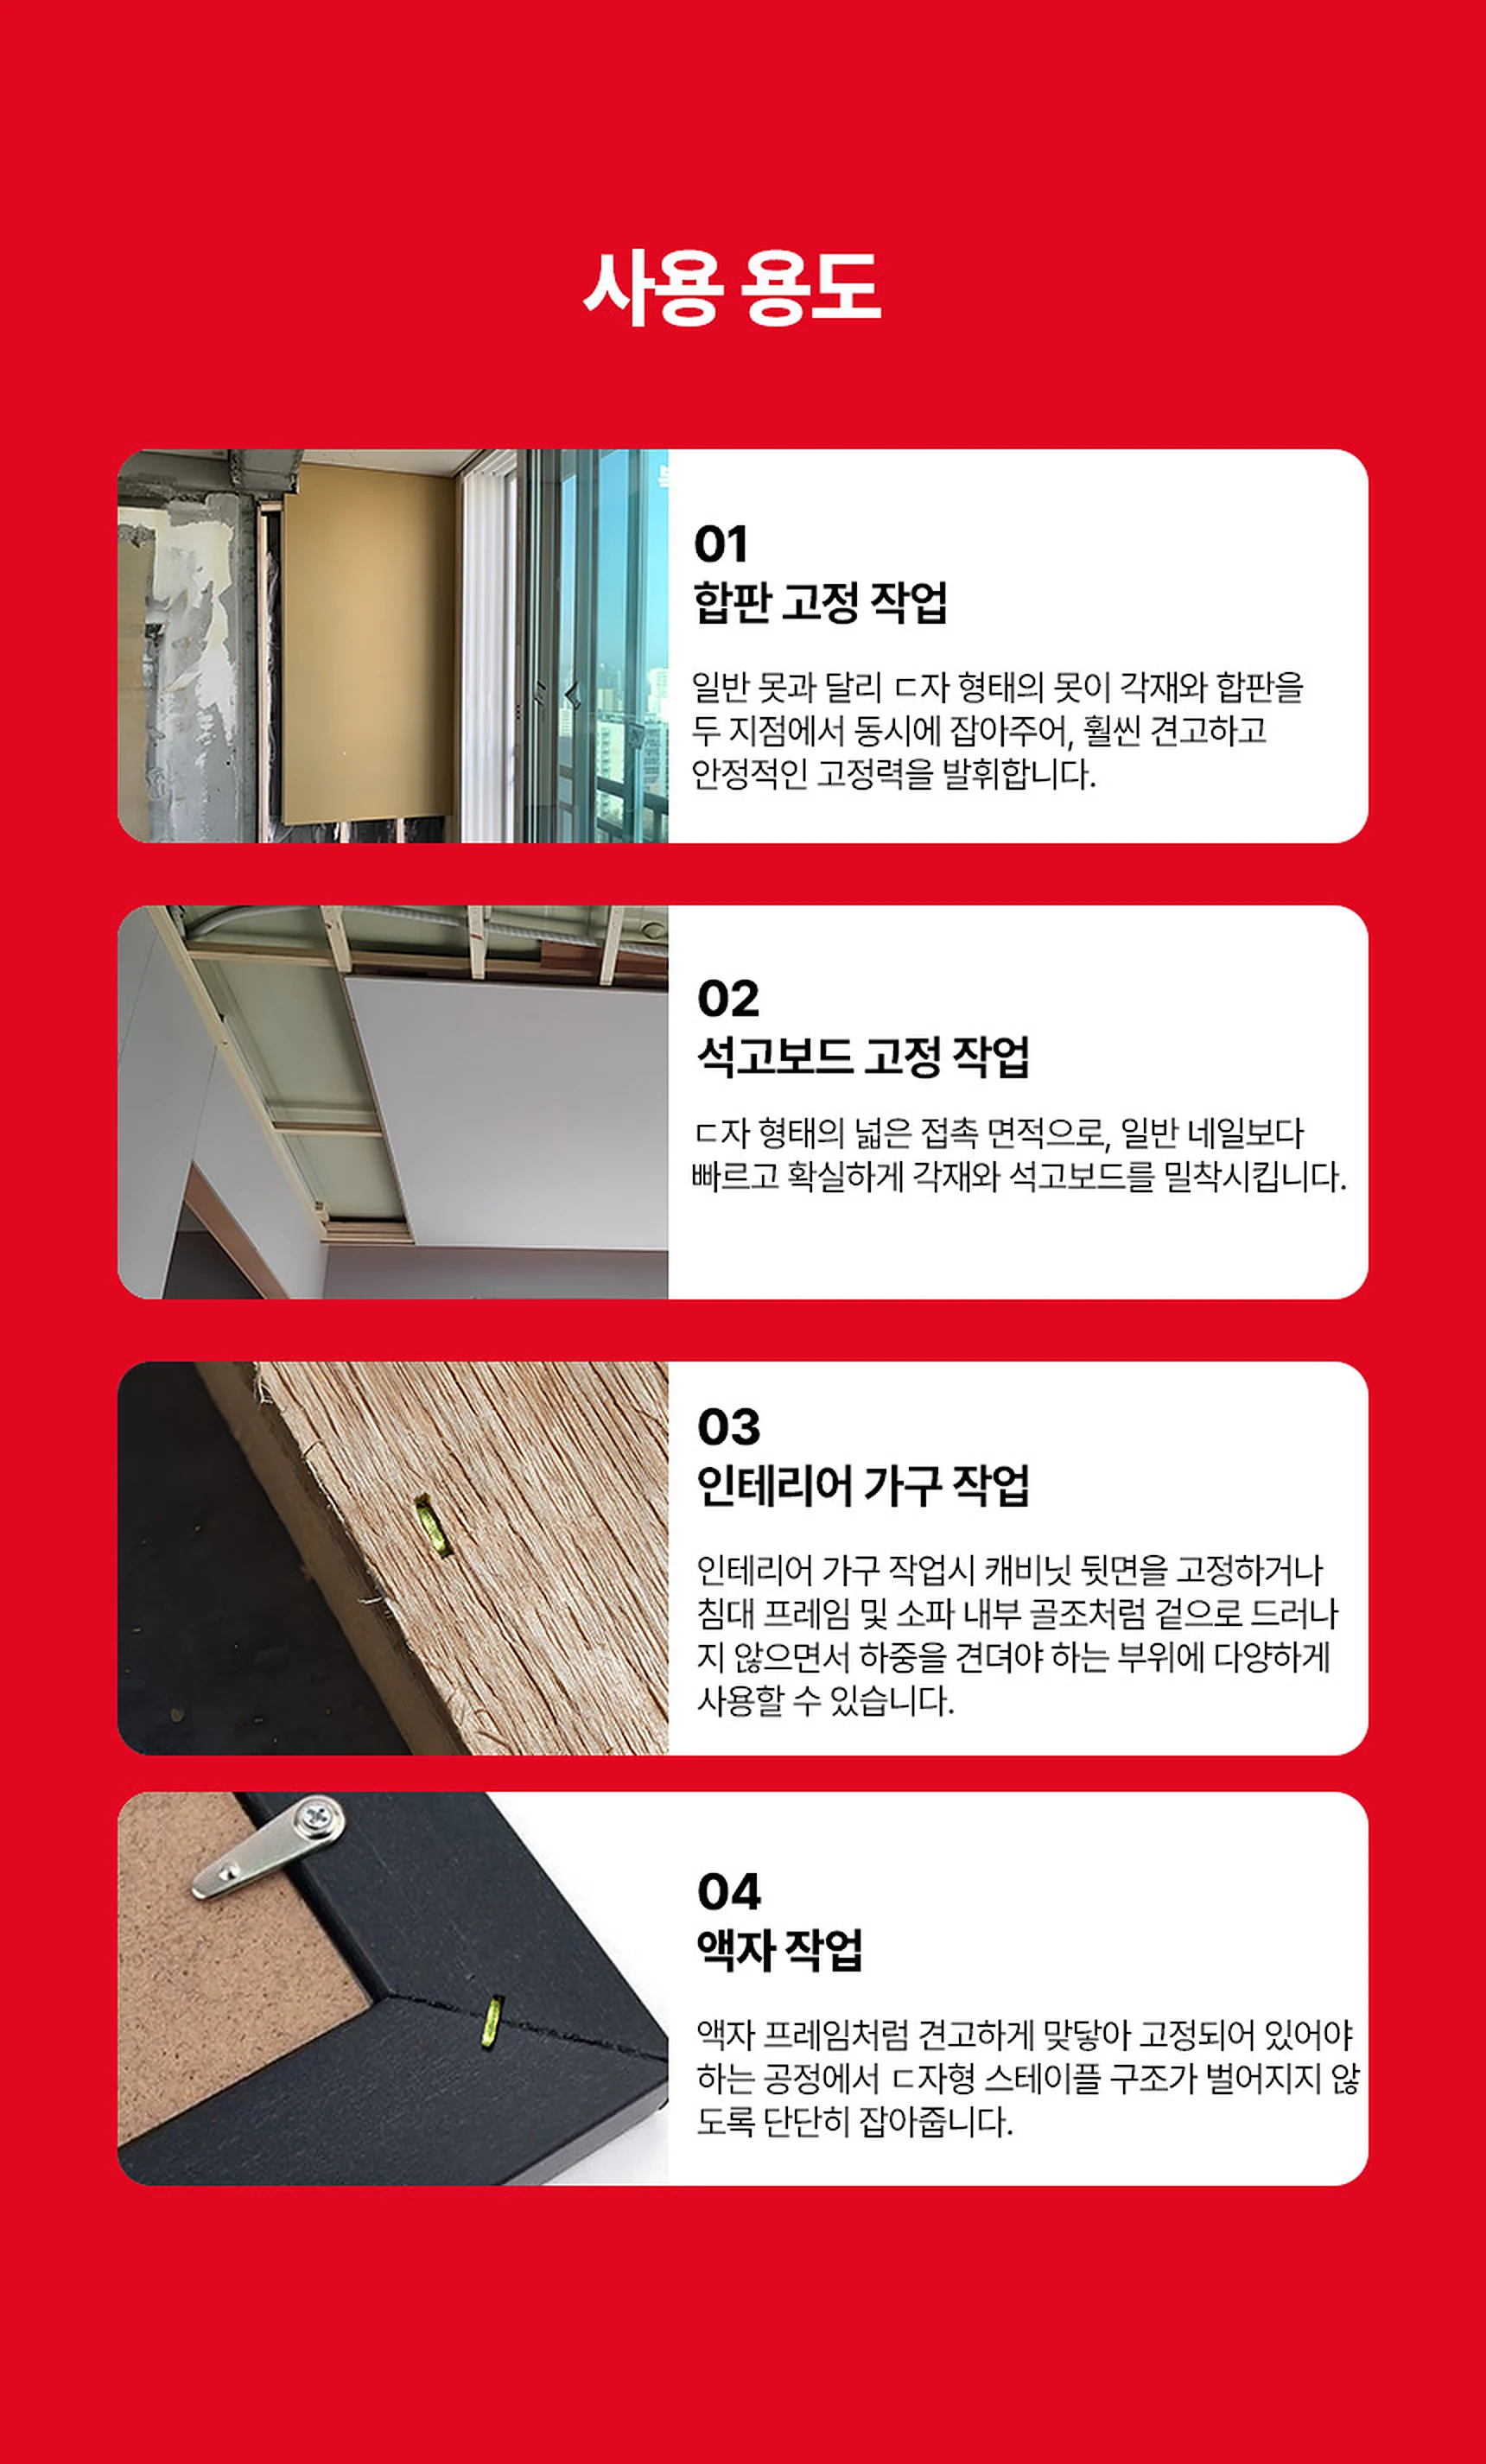 사용 용도
01
합판 고정 작업
일반 못과 달리 ㄷ자 형태의 못이 각재와 합판을
두 지점에서 동시에 잡아주어, 훨씬 견고하고
안정적인 고정력을 발휘합니다.
02
석고보드 고정 작업
ㄷ자 형태의 넓은 접촉 면적으로, 일반 네일보다
빠르고 확실하게 각재와 석고보드를 밀착시킵니다.
03
인테리어 가구 작업
인테리어 가구 작업시 캐비닛 뒷면을 고정하거나
침대 프레임 및 소파 내부 골조처럼 겉으로 드러나
지 않으면서 하중을 견뎌야 하는 부위에 다양하게
사용할 수 있습니다.
04
액자 작업
액자 프레임처럼 견고하게 맞닿아 고정되어 있어야
하는 공정에서 ㄷ자형 스테이플 구조가 벌어지지 않
도록 단단히 잡아줍니다.